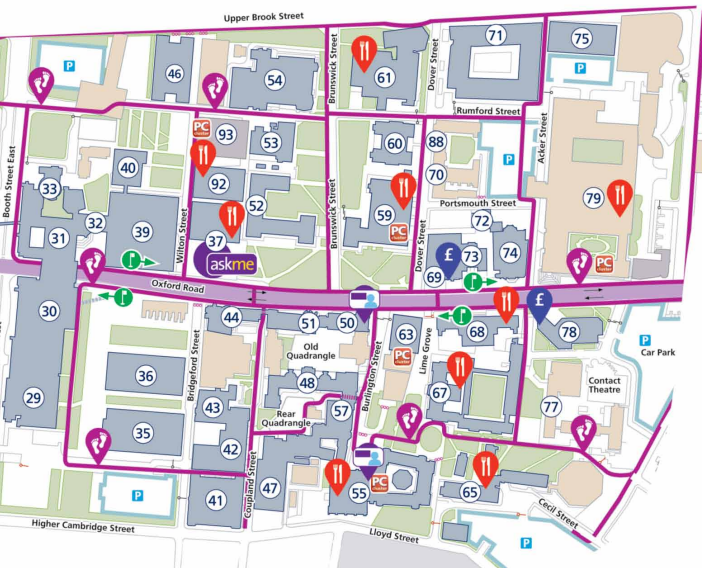 Upper Brook Street
71
75
Dover Street
P
46
54
Brunswick Street
61
P
Rumford Street
PC
cluster
93
53
60
88
Acker Street
P
40
92
52
59
70
79
Booth Street East
33
32
31
39
Wilton Street
37
Brunswick Street
PC
cluster
Portsmouth Street
72
Dover Street
£
73
74
69
askme
PC
cluster
Oxford Road
£
30
44
51
50
63
68
78
P
Car Park
Old
Quadrangle
PC
cluster
Lime Grove
36
Bridgeford Street
48
Burlington Street
67
Contact
Theatre
29
43
57
77
35
Rear
Quadrangle
42
P
41
Coupland Street
47
55
PC
cluster
65
Cecil Street
Higher Cambridge Street
Lloyd Street
P